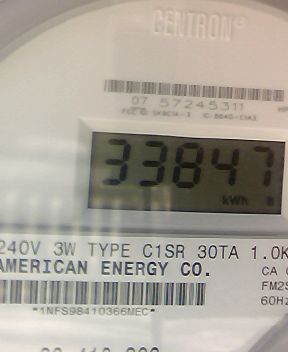 CENTRON®
07 57245311
33847
kWh
240V 3W TYPE C1SR 30TA 1.0K
AMERICAN ENERGY CO.
CA
FM2S
60Hz
*1NFS98410366MEC*